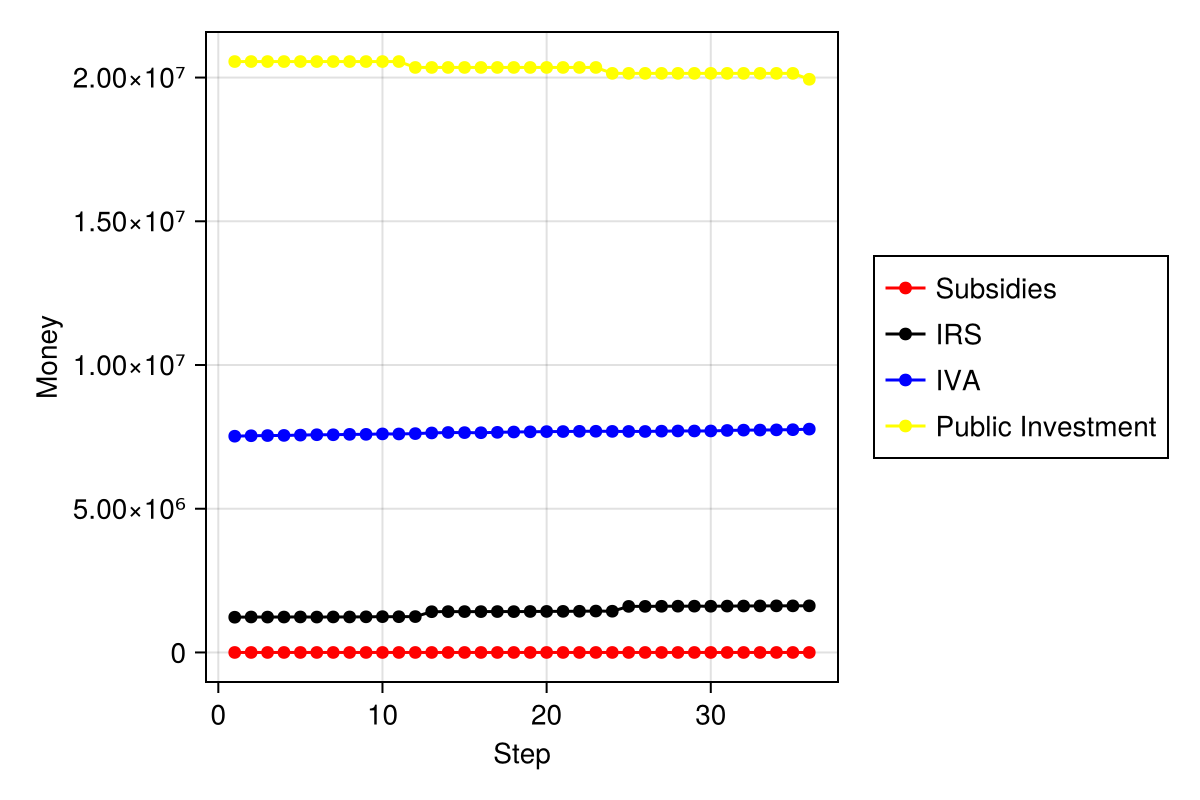 2.00×10⁷
1.50×10⁷
1.00×10⁷
5.00×10⁶
0
Money
0 10 20 30
Step
Subsidies
IRS
IVA
Public Investment